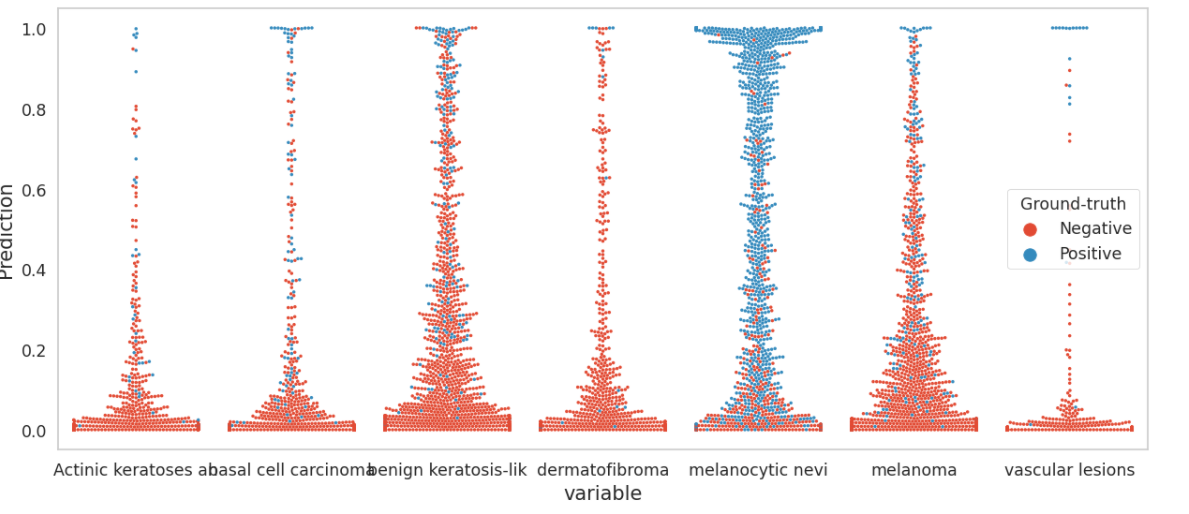 1.0
0.8
0.6
0.4
0.2
0.0
Prediction
Ground-truth
Negative
Positive
Actinic keratoses an basal cell carcinoma benign keratosis-lik dermatofibroma melanocytic nevi melanoma vascular lesions
variable